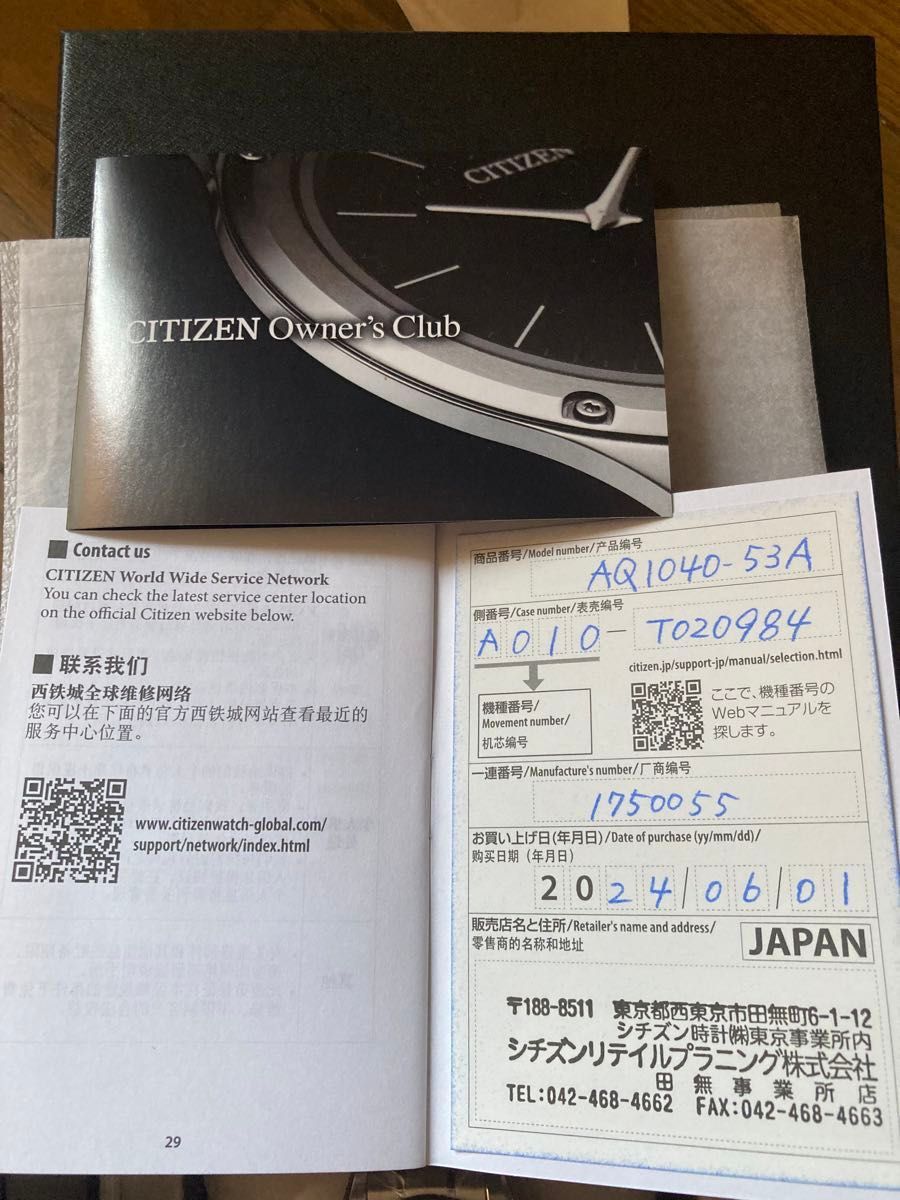 CITIZEN
CITIZEN Owner's Club
■ Contact us
CITIZEN World Wide Service Network
You can check the latest service center location
on the official Citizen website below.
■ 联系我们
西铁城全球维修网络
您可以在下面的官方西铁城网站查看最近的
服务中心位置。
www.citizenwatch-global.com/
support/network/index.html
29
商品番号/Model number/产品编号
AQ1040-53A
側番号/Case number/表壳编号
A010-T020984
citizen.jp/support-jp/manual/selection.html
機種番号/
Movement number/
机芯编号
ここで、機種番号の
Webマニュアルを
探します。
一連番号/Manufacture's number/厂商编号
1750055
お買い上げ日(年月日)/Date of purchase (yy/mm/dd)/
购买日期（年月日）
2024/06/01
販売店名と住所/Retailer's name and address/
零售商的名称和地址
JAPAN
〒188-8511 東京都西東京市田無町6-1-12
シチズン時計㈱東京事業所内
シチズンリテイルプラニング株式会社
田無事業所店
TEL:042-468-4662 FAX:042-468-4663